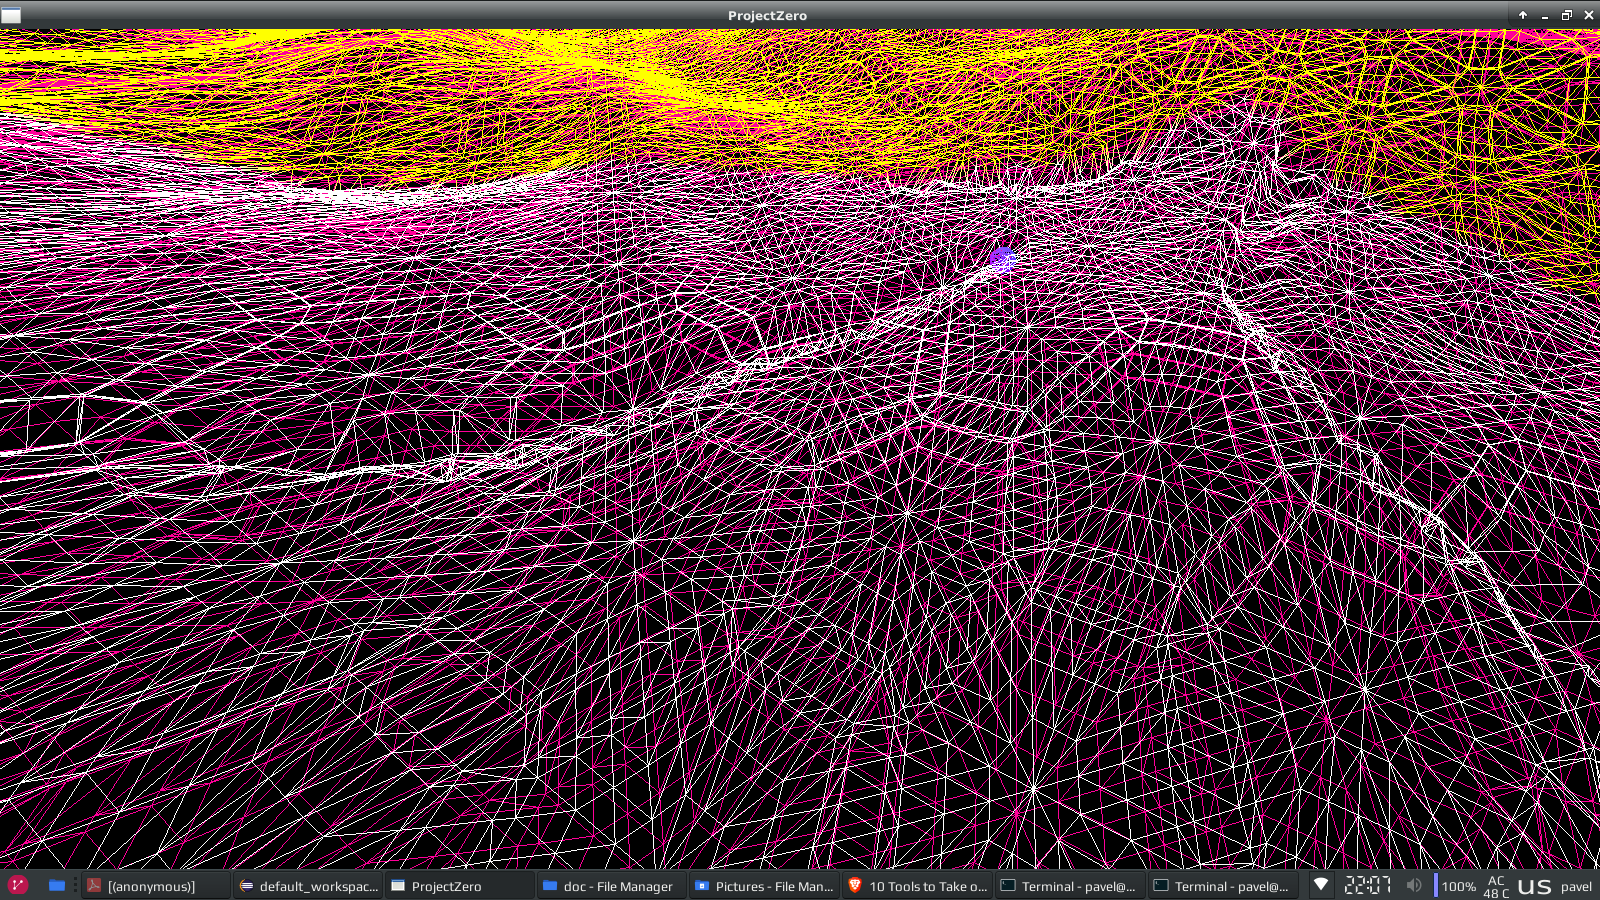 ProjectZero
[(anonymous)]
default_workspac...
ProjectZero
doc - File Manager
Pictures - File Man...
10 Tools to Take o...
Terminal - pavel@...
Terminal - pavel@...
22:07
100%
AC
48 C
us
pavel